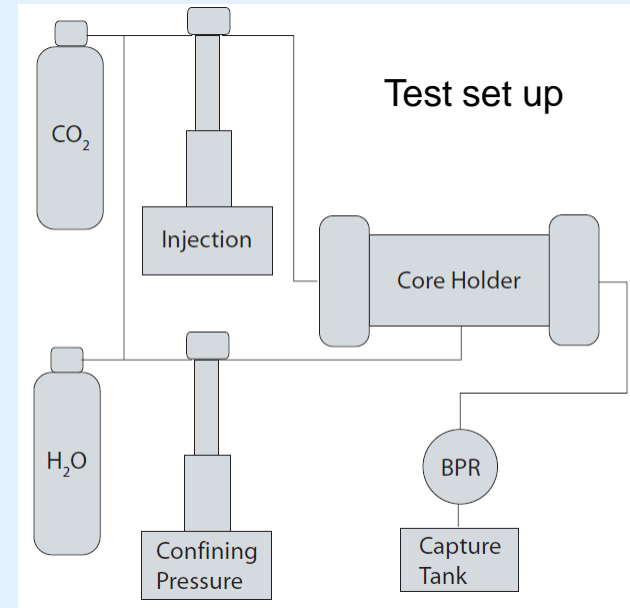 Test set up
CO₂
Injection
Core Holder
H₂O
BPR
Confining
Pressure
Capture
Tank